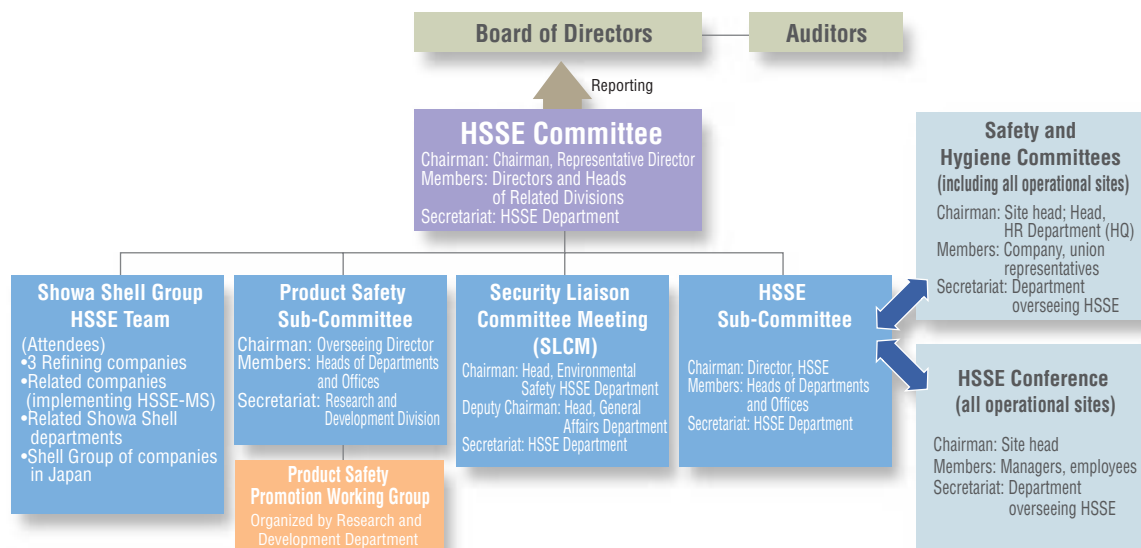 Board of Directors
Auditors
Reporting
HSSE Committee
Chairman: Chairman, Representative Director
Members: Directors and Heads
of Related Divisions
Secretariat: HSSE Department
Safety and
Hygiene Committees
(including all operational sites)
Chairman: Site head; Head,
HR Department (HQ)
Members: Company, union
representatives
Secretariat: Department
overseeing HSSE
Showa Shell Group
HSSE Team
(Attendees)
•3 Refining companies
•Related companies
(implementing HSSE-MS)
•Related Showa Shell
departments
•Shell Group of companies
in Japan
Product Safety
Sub-Committee
Chairman: Overseeing Director
Members: Heads of Departments
and Offices
Secretariat: Research and
Development Division
Product Safety
Promotion Working Group
Organized by Research and
Development Department
Security Liaison
Committee Meeting
(SLCM)
Chairman: Head, Environmental
Safety HSSE Department
Deputy Chairman: Head, General
Affairs Department
Secretariat: HSSE Department
HSSE
Sub-Committee
Chairman: Director, HSSE
Members: Heads of Departments
and Offices
Secretariat: HSSE Department
HSSE Conference
(all operational sites)
Chairman: Site head
Members: Managers, employees
Secretariat: Department
overseeing HSSE